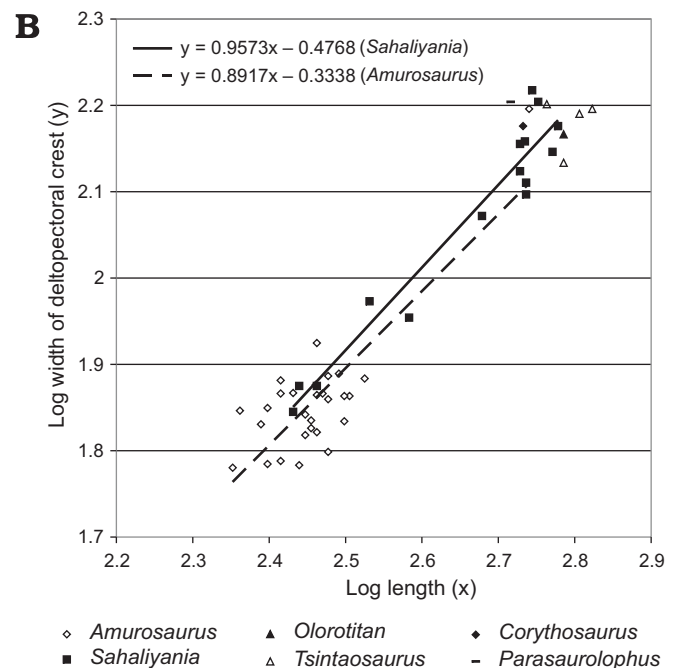 B
y = 0.9573x – 0.4768 (Sahaliyania)
y = 0.8917x – 0.3338 (Amurosaurus)
Log width of deltopectoral crest (y)
2.3
2.2
2.1
2
1.9
1.8
1.7
2.2 2.3 2.4 2.5 2.6 2.7 2.8 2.9
Log length (x)
Amurosaurus Olorotitan Corythosaurus
Sahaliyania Tsintaosaurus Parasaurolophus